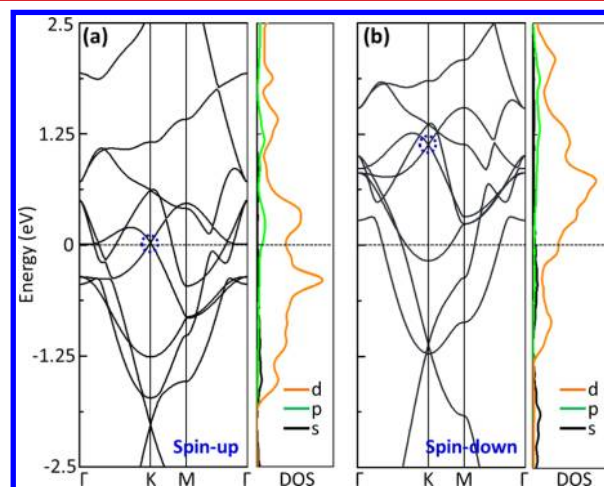 (a)
(b)
2.5
1.25
0
-1.25
-2.5
Energy (eV)
d
p
s
d
p
s
Spin-up
Spin-down
Γ K M Γ DOS Γ K M Γ DOS